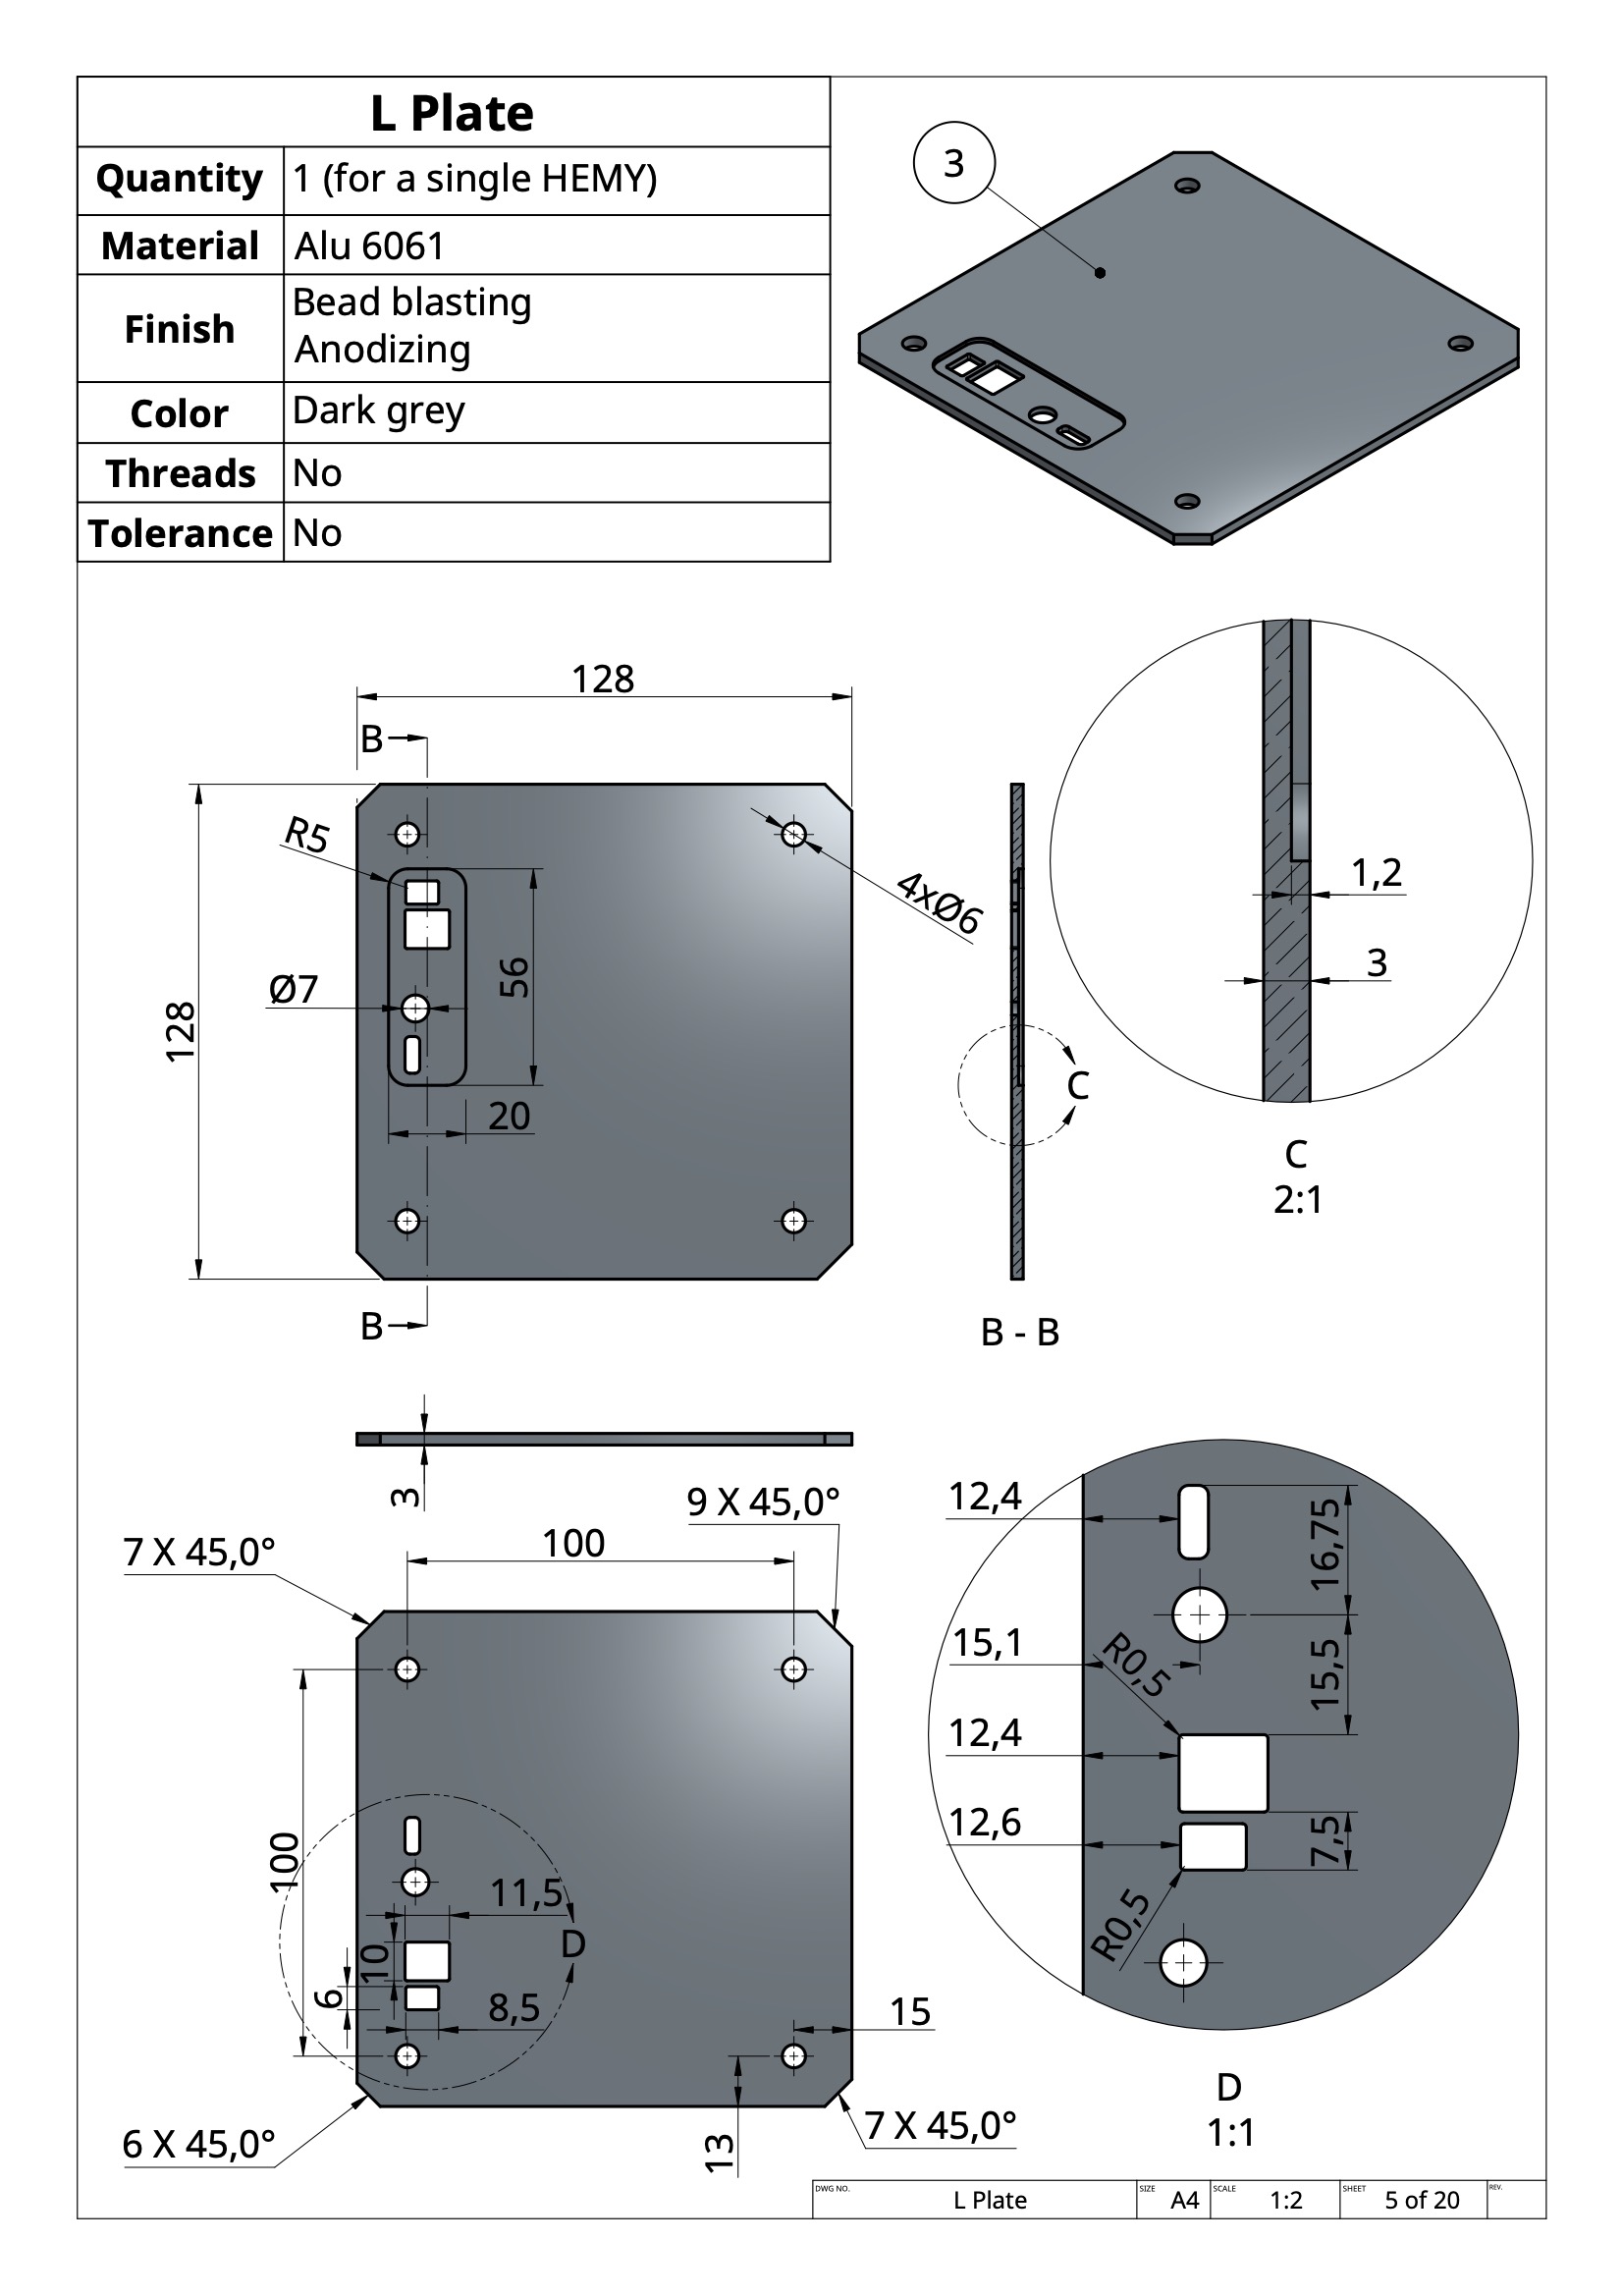 L Plate
Quantity 1 (for a single HEMY)
Material Alu 6061
Finish Bead blasting
Anodizing
Color Dark grey
Threads No
Tolerance No
3
128
B
R5
4xØ6
Ø7
56
128
20
B
C
B - B
1,2
3
C
2:1
3
9 X 45,0°
7 X 45,0°
100
100
11,5
D
10
6
8,5
15
13
6 X 45,0°
7 X 45,0°
12,4
16,75
15,1
R0,5
15,5
12,4
12,6
7,5
R0,5
D
1:1
DWG NO. L Plate SIZE A4 SCALE 1:2 SHEET 5 of 20 REV.